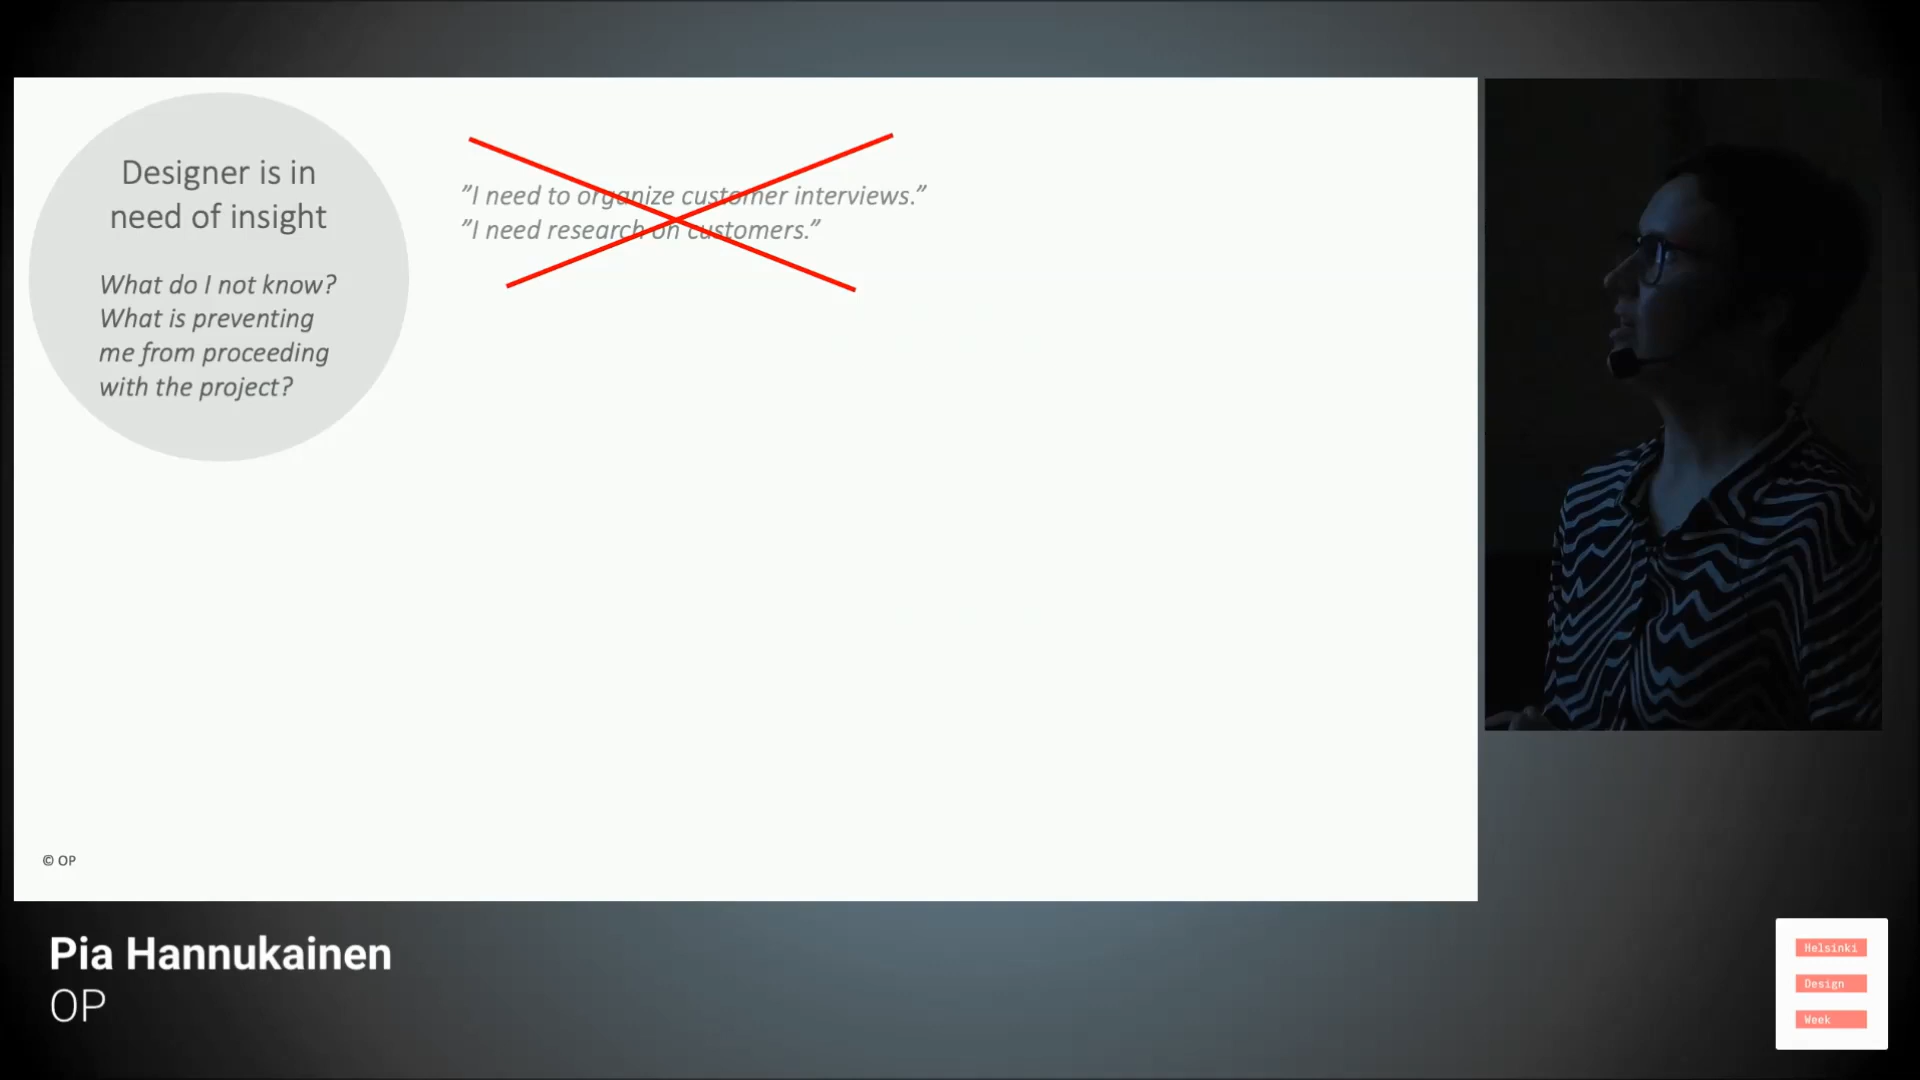 Designer is in
need of insight
What do I not know?
What is preventing
me from proceeding
with the project?
”I need to organize customer interviews.”
”I need research on customers.”
© OP
Pia Hannukainen
OP
Helsinki
Design
Week